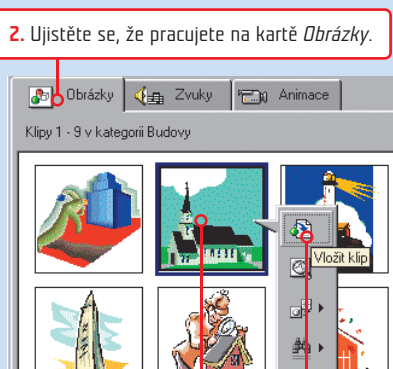 2. Ujistěte se, že pracujete na kartě Obrázky.
Obrázky Zvuky Animace
Klipy 1 - 9 v kategorii Budovy
Vložit klip